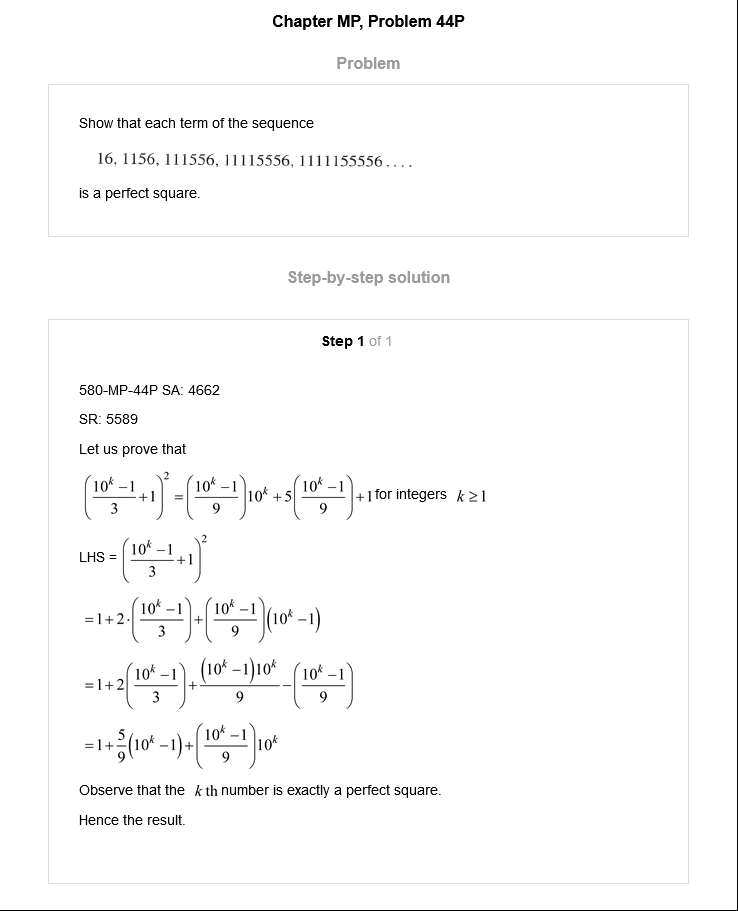 Chapter MP, Problem 44P
Problem
Show that each term of the sequence
16, 1156, 111556, 11115556, 1111155556....
is a perfect square.
Step-by-step solution
Step 1 of 1
580-MP-44P SA: 4662
SR: 5589
Let us prove that
$\left(\frac{10^k-1}{3}+1\right)^2=\left(\frac{10^k-1}{9}\right)10^k+5\left(\frac{10^k-1}{9}\right)+1$ for integers $k\geq1$
LHS = $\left(\frac{10^k-1}{3}+1\right)^2$
$=1+2\cdot\left(\frac{10^k-1}{3}\right)+\left(\frac{10^k-1}{9}\right)\left(10^k-1\right)$
$=1+2\left(\frac{10^k-1}{3}\right)+\frac{\left(10^k-1\right)10^k}{9}-\left(\frac{10^k-1}{9}\right)$
$=1+\frac{5}{9}\left(10^k-1\right)+\left(\frac{10^k-1}{9}\right)10^k$
Observe that the k th number is exactly a perfect square.
Hence the result.